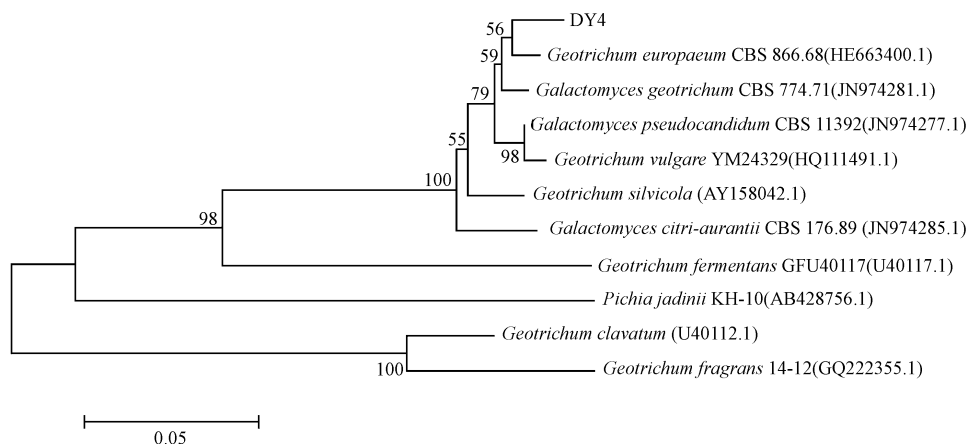 DY4
56
Geotrichum europaeum CBS 866.68(HE663400.1)
59
Galactomyces geotrichum CBS 774.71(JN974281.1)
79
Galactomyces pseudocandidum CBS 11392(JN974277.1)
98
Geotrichum vulgare YM24329(HQ111491.1)
55
Geotrichum silvicola (AY158042.1)
100
Galactomyces citri-aurantii CBS 176.89 (JN974285.1)
98
Geotrichum fermentans GFU40117(U40117.1)
Pichia jadinii KH-10(AB428756.1)
Geotrichum clavatum (U40112.1)
100
Geotrichum fragrans 14-12(GQ222355.1)
0.05